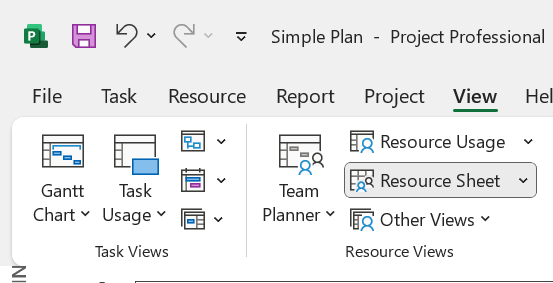 Simple Plan - Project Professional
File Task Resource Report Project View Hel
Gantt Chart
Task Usage
Team Planner
Resource Usage
Resource Sheet
Other Views
Task Views
Resource Views